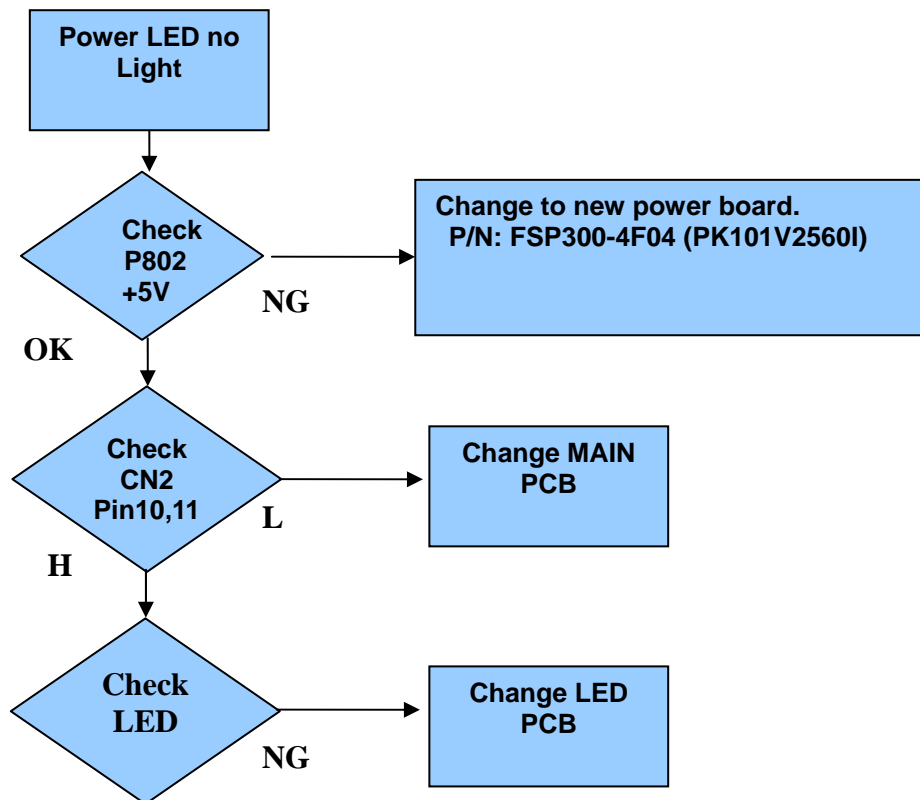 Power LED no
Light
Check
P802
+5V
NG
Change to new power board.
P/N: FSP300-4F04 (PK101V2560I)
OK
Check
CN2
Pin10,11
L
Change MAIN
PCB
H
Check
LED
NG
Change LED
PCB